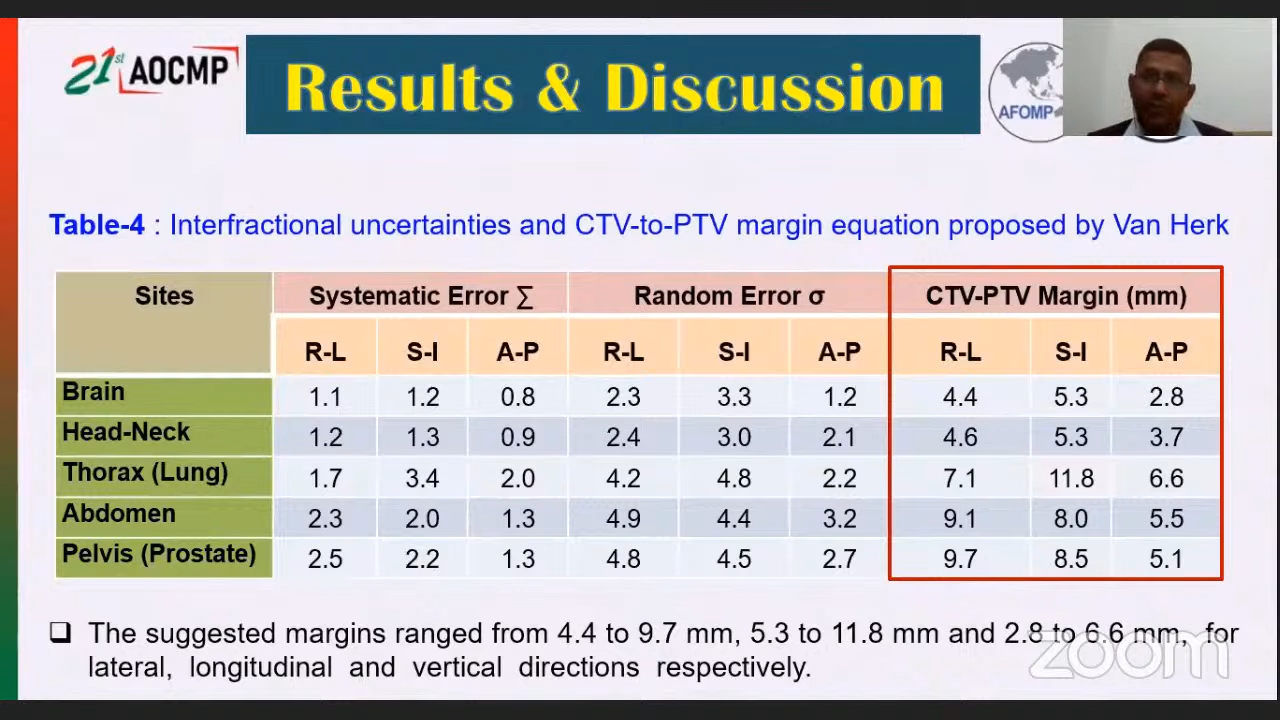 21st AOCMP
Results & Discussion
AFOMP
Table-4 : Interfractional uncertainties and CTV-to-PTV margin equation proposed by Van Herk
Sites Systematic Error ∑ Random Error σ CTV-PTV Margin (mm)
R-L S-I A-P R-L S-I A-P R-L S-I A-P
Brain 1.1 1.2 0.8 2.3 3.3 1.2 4.4 5.3 2.8
Head-Neck 1.2 1.3 0.9 2.4 3.0 2.1 4.6 5.3 3.7
Thorax (Lung) 1.7 3.4 2.0 4.2 4.8 2.2 7.1 11.8 6.6
Abdomen 2.3 2.0 1.3 4.9 4.4 3.2 9.1 8.0 5.5
Pelvis (Prostate) 2.5 2.2 1.3 4.8 4.5 2.7 9.7 8.5 5.1
❑ The suggested margins ranged from 4.4 to 9.7 mm, 5.3 to 11.8 mm and 2.8 to 6.6 mm, for
lateral, longitudinal and vertical directions respectively.
zoom